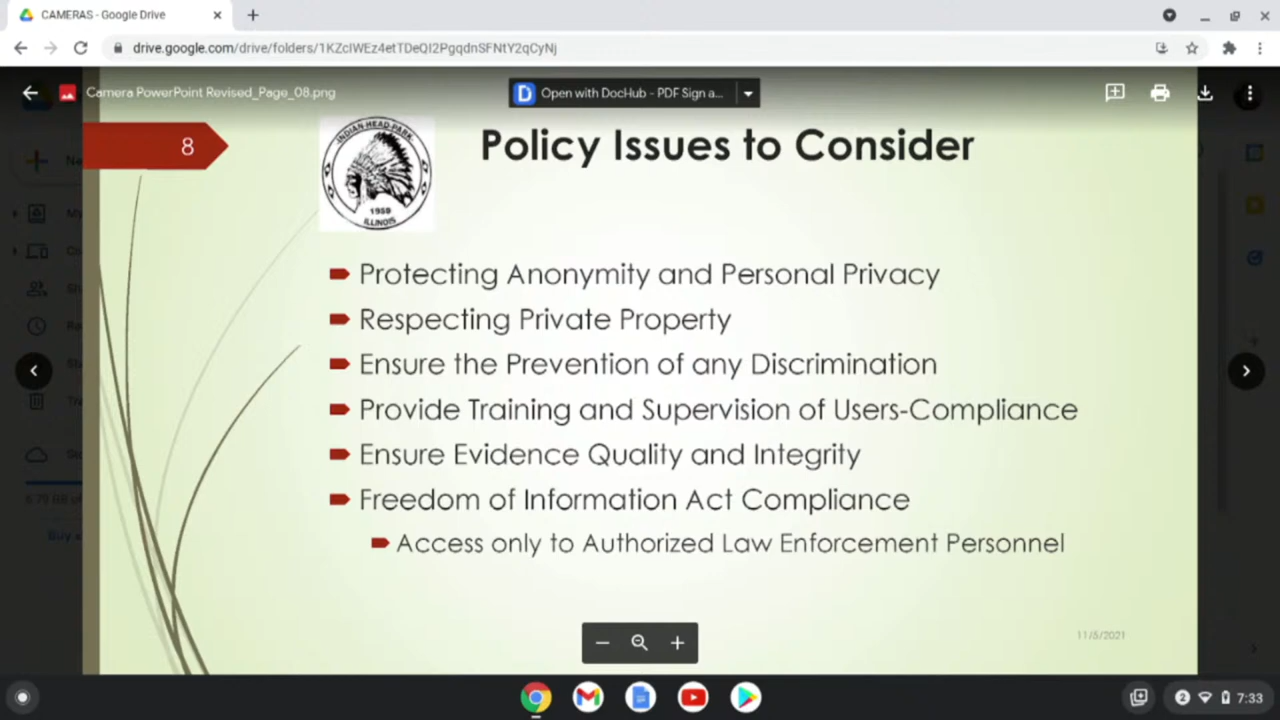 CAMERAS - Google Drive
drive.google.com/drive/folders/1KZcIWEz4etTDeQI2PgqdnSFNtY2qCyNj
Camera PowerPoint Revised_Page_08.png
Open with DocHub - PDF Sign a...
8
INDIAN HEAD PARK
1959
ILLINOIS
Policy Issues to Consider
Protecting Anonymity and Personal Privacy
Respecting Private Property
Ensure the Prevention of any Discrimination
Provide Training and Supervision of Users-Compliance
Ensure Evidence Quality and Integrity
Freedom of Information Act Compliance
Access only to Authorized Law Enforcement Personnel
11/5/2021
2
7:33